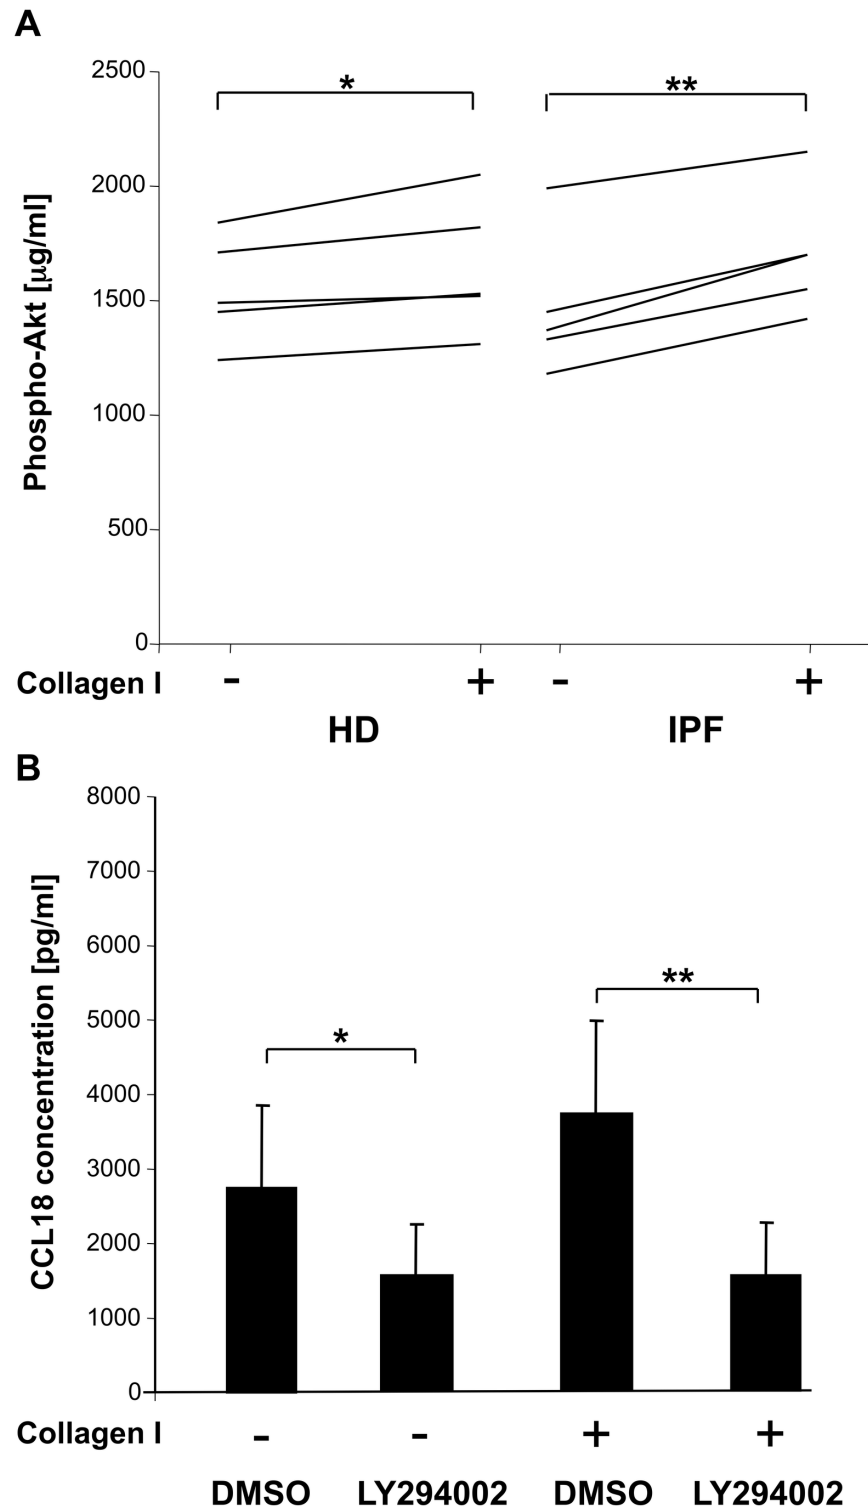 A
2500
* **
2000
1500
1000
500
0
Phospho-Akt [μg/ml]
Collagen I - + - +
HD IPF
B
8000
7000
6000
5000
4000
3000
2000
1000
0
CCL18 concentration [pg/ml]
* **
Collagen I - - + +
DMSO LY294002 DMSO LY294002